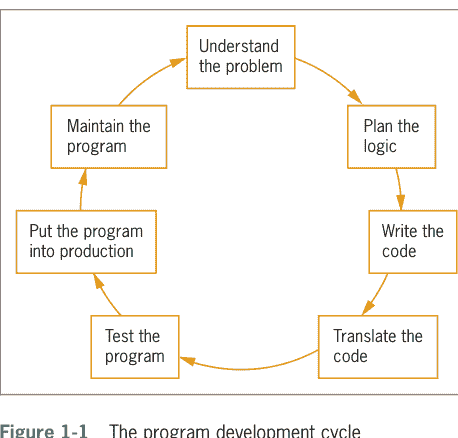 Understand
the problem
Plan the
logic
Write the
code
Translate the
code
Test the
program
Put the program
into production
Maintain the
program
Figure 1-1 The program development cycle